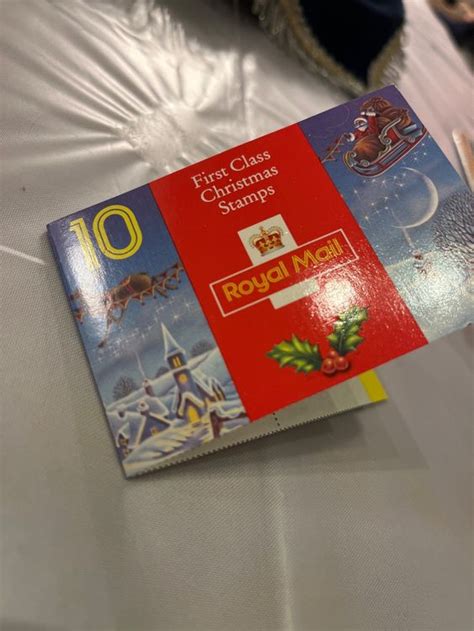 10
First Class
Christmas
Stamps
Royal Mail